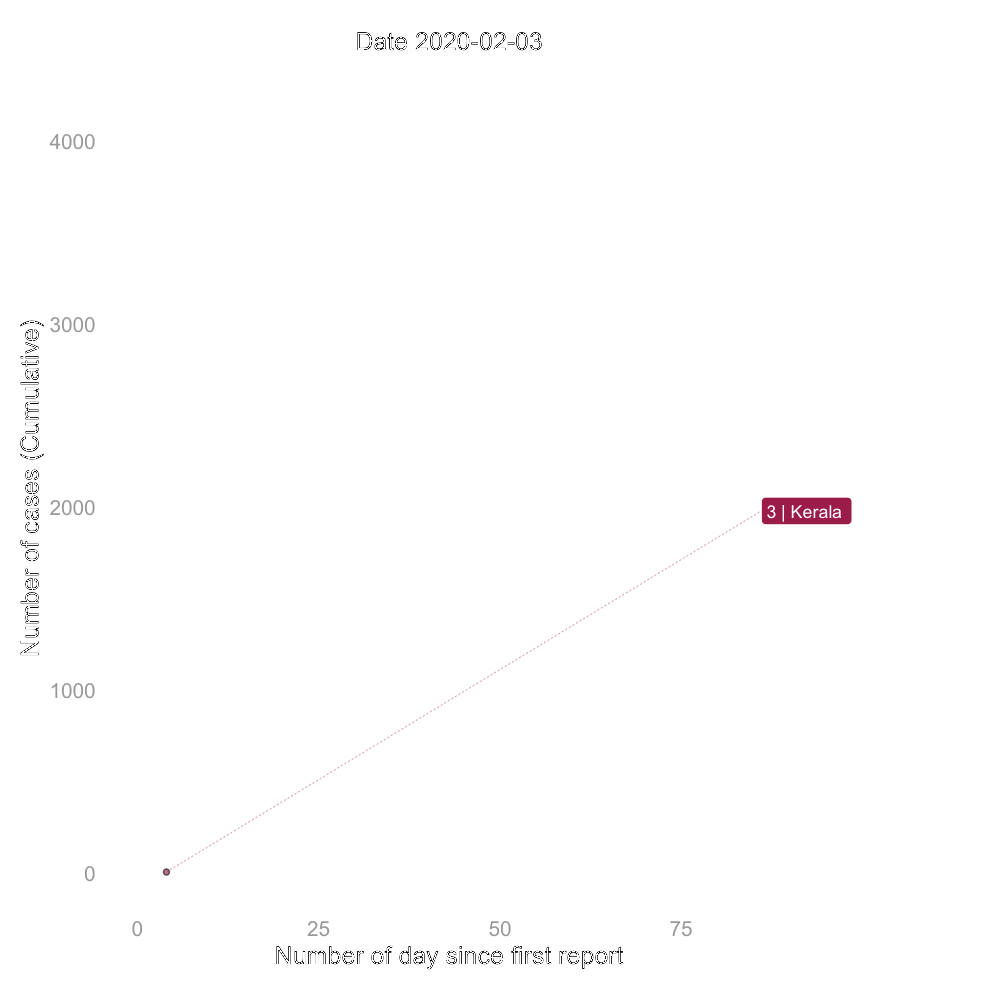 Date 2020-02-03
4000
3000
2000
1000
0
Number of cases (Cumulative)
3 | Kerala
0 25 50 75
Number of day since first report